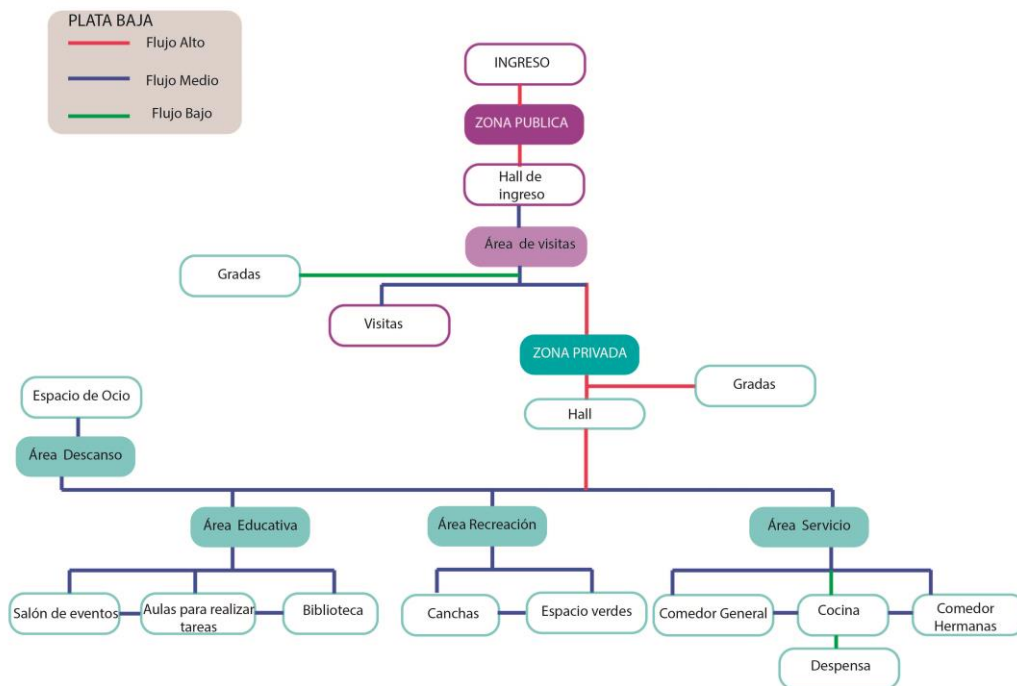 PLATA BAJA
Flujo Alto
Flujo Medio
Flujo Bajo
INGRESO
ZONA PUBLICA
Hall de
ingreso
Área de visitas
Gradas
Visitas
ZONA PRIVADA
Gradas
Hall
Espacio de Ocio
Área Descanso
Área Educativa
Área Recreación
Área Servicio
Salón de eventos
Aulas para realizar
tareas
Biblioteca
Canchas
Espacio verdes
Comedor General
Cocina
Comedor
Hermanas
Despensa